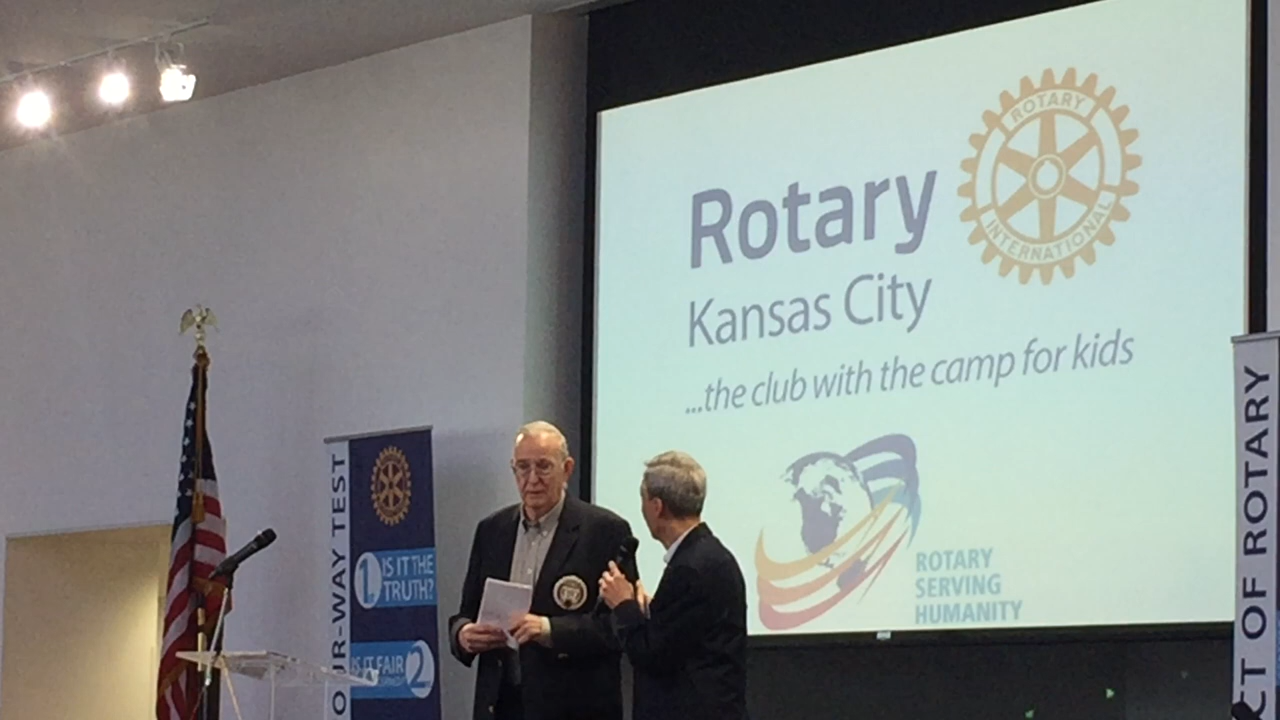 Rotary
ROTARY
INTERNATIONAL
Kansas City
...the club with the camp for kids
ROTARY
SERVING
HUMANITY
UR-WAY TEST
1 IS IT THE
TRUTH?
IS IT FAIR 2
CT OF ROTARY